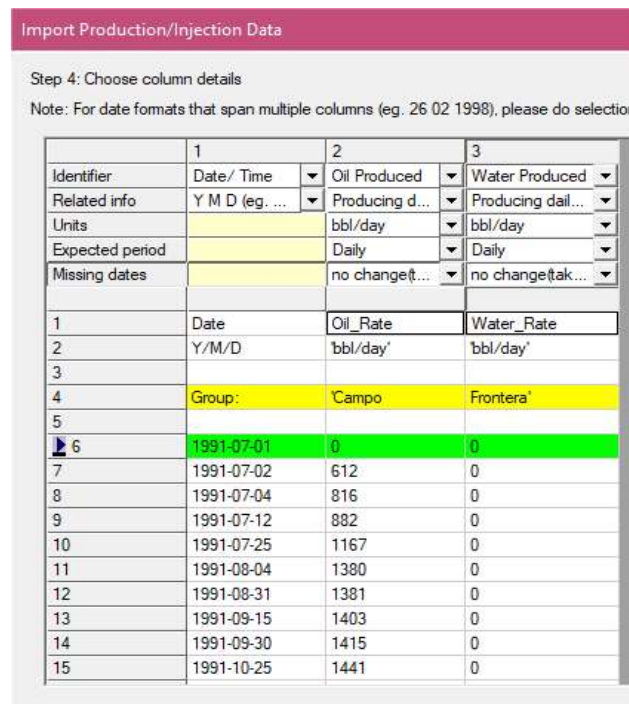 Import Production/Injection Data
Step 4: Choose column details
Note: For date formats that span multiple columns (eg. 26 02 1998), please do selection
1 2 3
Identifier Date/ Time Oil Produced Water Produced
Related info Y M D (eg. ... Producing d... Producing dail...
Units bbl/day bbl/day
Expected period Daily Daily
Missing dates no change(t... no change(tak...
1 Date Oil_Rate Water_Rate
2 Y/M/D 'bbl/day' 'bbl/day'
3
4 Group: 'Campo Frontera'
5
6 1991-07-01 0 0
7 1991-07-02 612 0
8 1991-07-04 816 0
9 1991-07-12 882 0
10 1991-07-25 1167 0
11 1991-08-04 1380 0
12 1991-08-31 1381 0
13 1991-09-15 1403 0
14 1991-09-30 1415 0
15 1991-10-25 1441 0